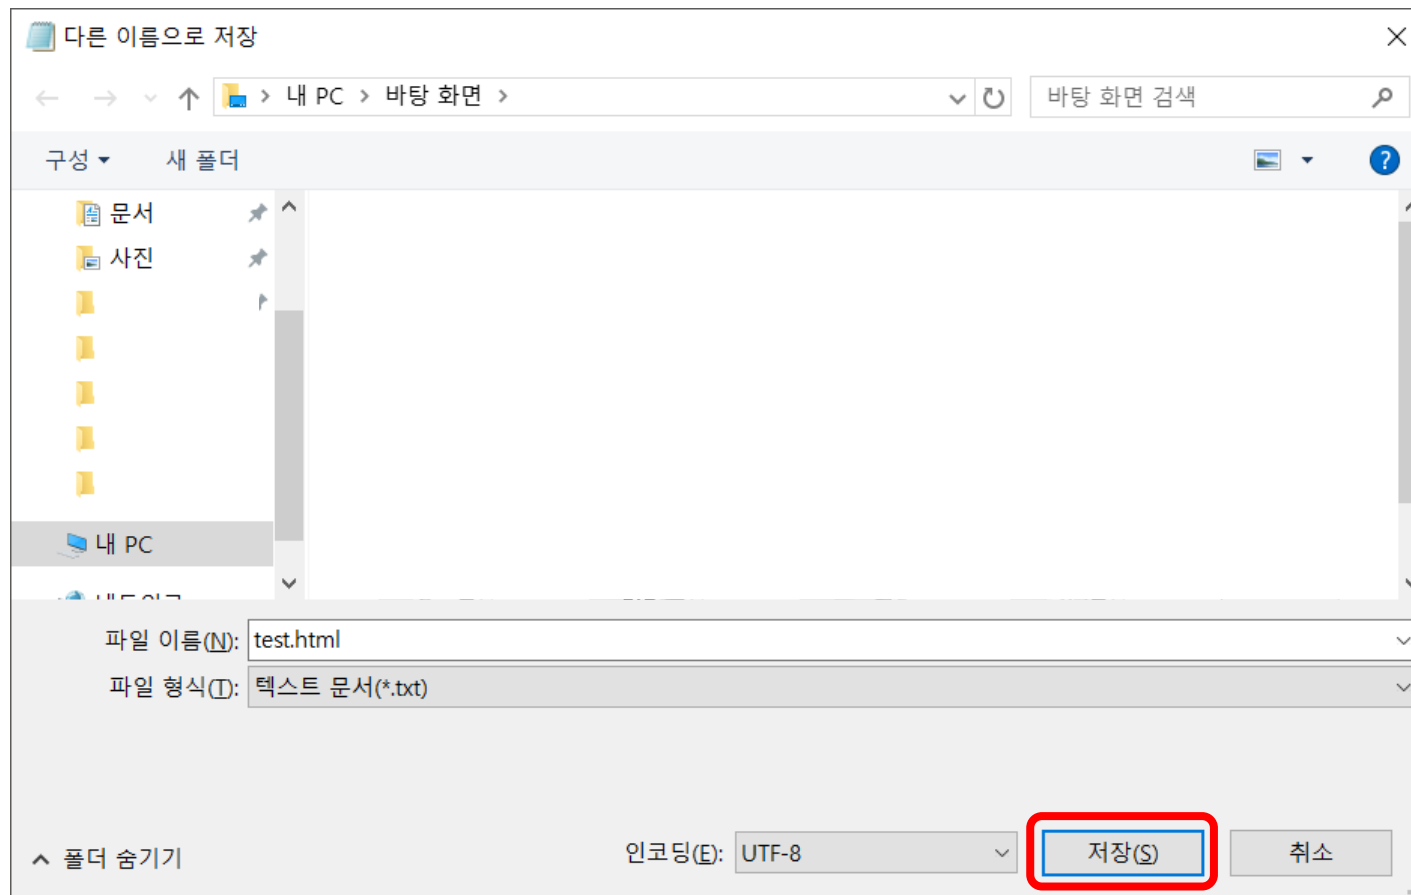 다른 이름으로 저장
내 PC > 바탕 화면 >
바탕 화면 검색
구성
새 폴더
?
문서
사진
내 PC
파일 이름(N): test.html
파일 형식(T): 텍스트 문서(*.txt)
폴더 숨기기
인코딩(E): UTF-8
저장(S)
취소